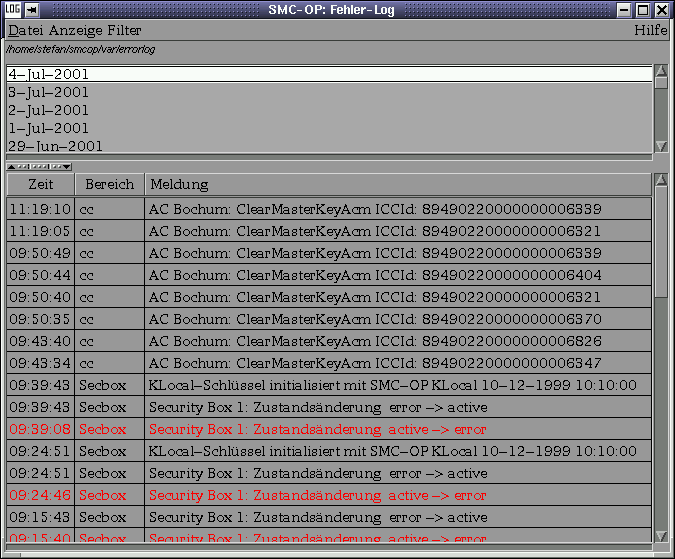 LOG
SMC-OP: Fehler-Log
Datei Anzeige Filter Hilfe
/home/stefan/smcop/var/errorlog
4-Jul-2001
3-Jul-2001
2-Jul-2001
1-Jul-2001
29-Jun-2001
Zeit Bereich Meldung
11:19:10 cc AC Bochum: ClearMasterKeyAcm ICCId: 89490220000000006339
11:19:05 cc AC Bochum: ClearMasterKeyAcm ICCId: 89490220000000006321
09:50:49 cc AC Bochum: ClearMasterKeyAcm ICCId: 89490220000000006339
09:50:44 cc AC Bochum: ClearMasterKeyAcm ICCId: 89490220000000006404
09:50:40 cc AC Bochum: ClearMasterKeyAcm ICCId: 89490220000000006321
09:50:35 cc AC Bochum: ClearMasterKeyAcm ICCId: 89490220000000006370
09:43:40 cc AC Bochum: ClearMasterKeyAcm ICCId: 89490220000000006826
09:43:34 cc AC Bochum: ClearMasterKeyAcm ICCId: 89490220000000006347
09:39:43 Secbox KLocal-Schlüssel initialisiert mit SMC-OP KLocal 10-12-1999 10:10:00
09:39:43 Secbox Security Box 1: Zustandsänderung error -> active
09:39:08 Secbox Security Box 1: Zustandsänderung active -> error
09:24:51 Secbox KLocal-Schlüssel initialisiert mit SMC-OP KLocal 10-12-1999 10:10:00
09:24:51 Secbox Security Box 1: Zustandsänderung error -> active
09:24:46 Secbox Security Box 1: Zustandsänderung active -> error
09:15:43 Secbox Security Box 1: Zustandsänderung error -> active
09:15:40 Secbox Security Box 1: Zustandsänderung active -> error